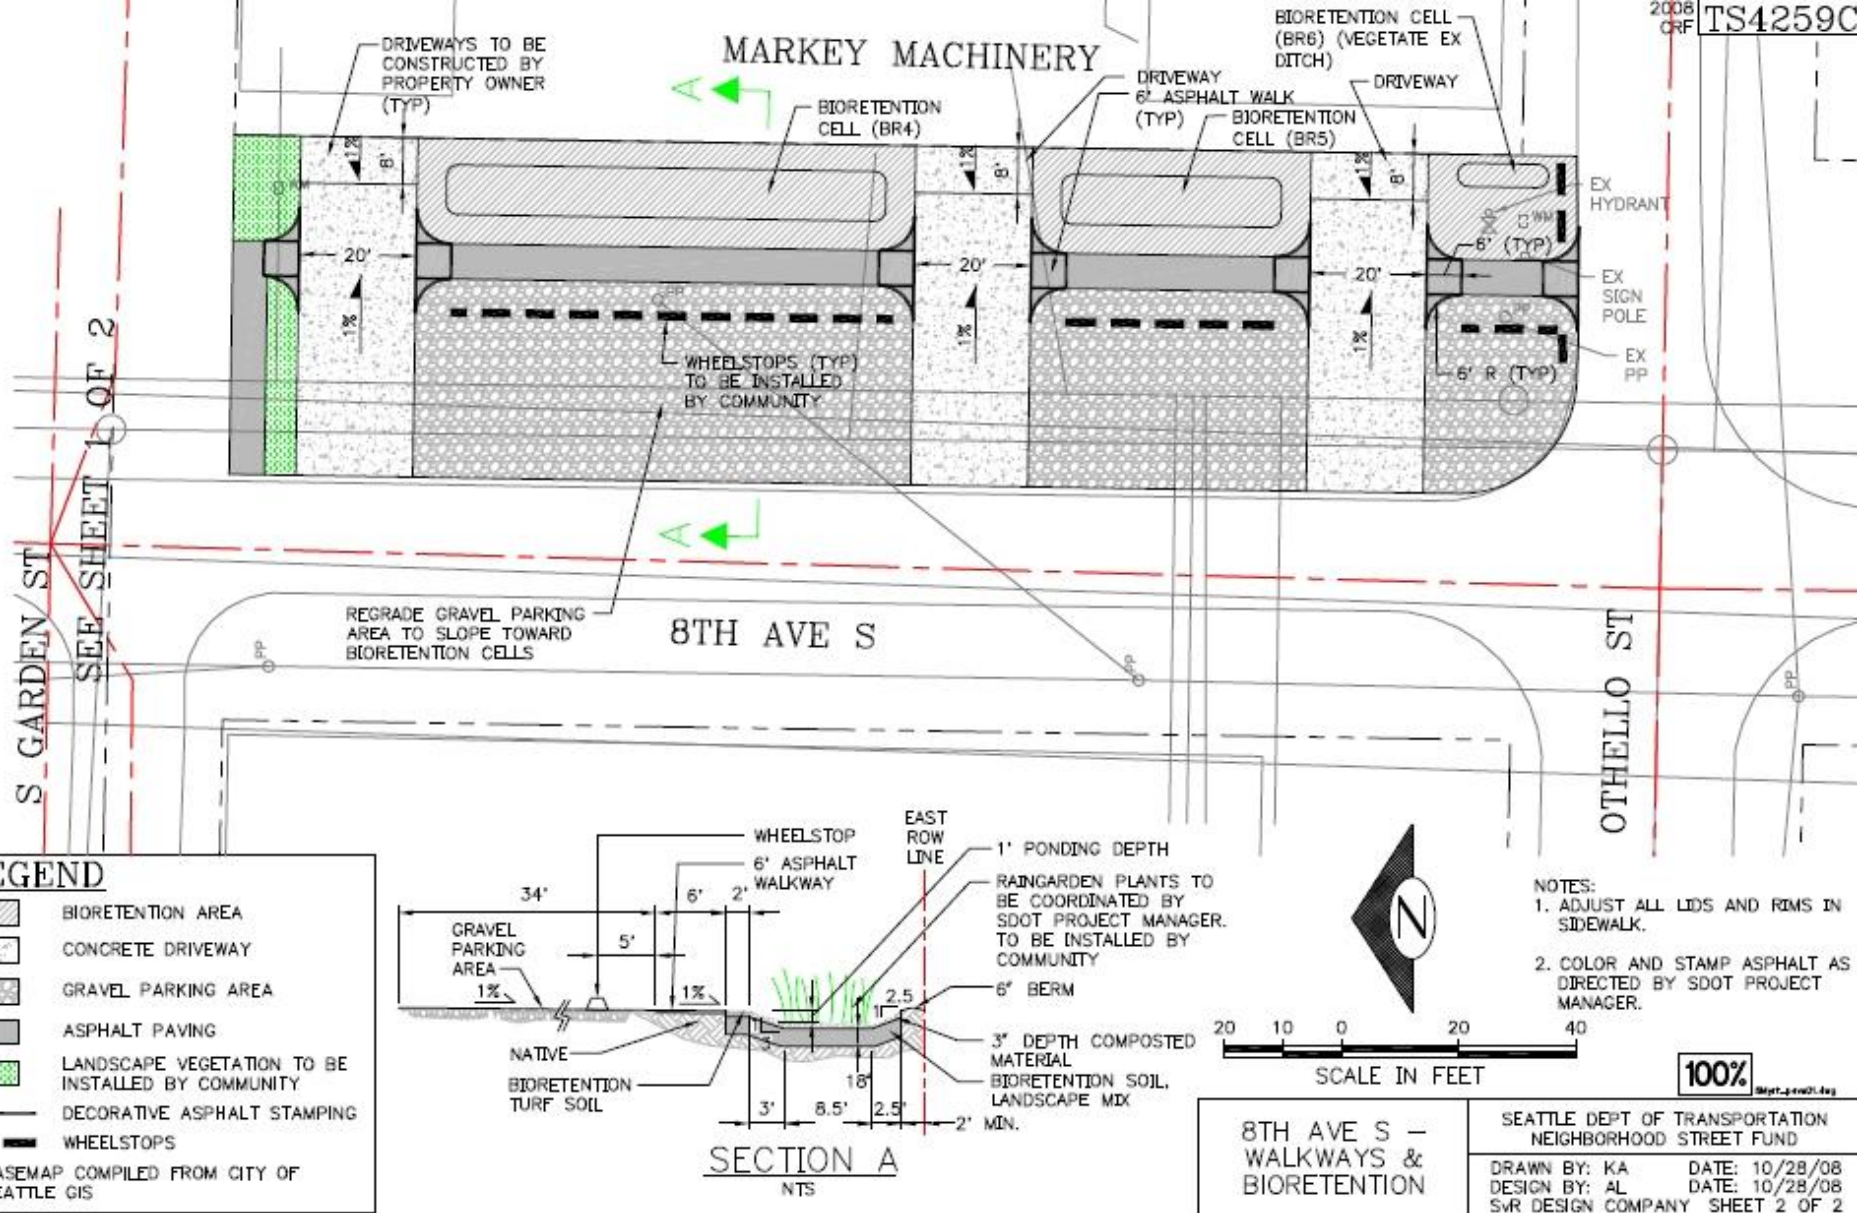 2008
CRF
TS4259C
DRIVEWAYS TO BE
CONSTRUCTED BY
PROPERTY OWNER
(TYP)
MARKEY MACHINERY
BIORETENTION CELL
(BR6) (VEGETATE EX
DITCH)
DRIVEWAY
6' ASPHALT WALK
(TYP)
DRIVEWAY
A
BIORETENTION
CELL (BR4)
BIORETENTION
CELL (BR5)
1%
8'
1%
8'
1%
8'
WM
EX
HYDRANT
WM
6' (TYP)
20'
20'
20'
EX
SIGN
POLE
PP
PP
1%
1%
1%
WHEELSTOPS (TYP)
TO BE INSTALLED
BY COMMUNITY
EX
PP
6' R (TYP)
A
S GARDEN ST
SEE SHEET 1 OF 2
REGRADE GRAVEL PARKING
AREA TO SLOPE TOWARD
BIORETENTION CELLS
8TH AVE S
PP
PP
PP
OTHELLO ST
EGEND
BIORETENTION AREA
CONCRETE DRIVEWAY
GRAVEL PARKING AREA
ASPHALT PAVING
LANDSCAPE VEGETATION TO BE
INSTALLED BY COMMUNITY
DECORATIVE ASPHALT STAMPING
WHEELSTOPS
ASEMAP COMPILED FROM CITY OF
EATTLE GIS
WHEELSTOP
6' ASPHALT
WALKWAY
EAST
ROW
LINE
1' PONDING DEPTH
RAINGARDEN PLANTS TO
BE COORDINATED BY
SDOT PROJECT MANAGER.
TO BE INSTALLED BY
COMMUNITY
34'
6'
2'
GRAVEL
PARKING
AREA
5'
1%
1%
2.5
1
6" BERM
1
3
NATIVE
3" DEPTH COMPOSTED
MATERIAL
BIORETENTION
TURF SOIL
18"
BIORETENTION SOIL,
LANDSCAPE MIX
3'
8.5'
2.5'
2' MIN.
SECTION A
NTS
N
20 10 0 20 40
SCALE IN FEET
NOTES:
1. ADJUST ALL LIDS AND RIMS IN
SIDEWALK.
2. COLOR AND STAMP ASPHALT AS
DIRECTED BY SDOT PROJECT
MANAGER.
100%
8TH AVE S –
WALKWAYS &
BIORETENTION
SEATTLE DEPT OF TRANSPORTATION
NEIGHBORHOOD STREET FUND
DRAWN BY: KA DATE: 10/28/08
DESIGN BY: AL DATE: 10/28/08
SvR DESIGN COMPANY SHEET 2 OF 2